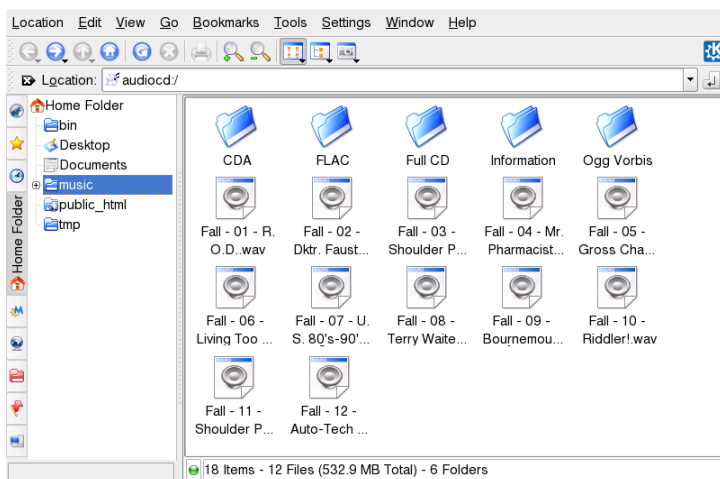 Location Edit View Go Bookmarks Tools Settings Window Help
Location: audiocd:/
Home Folder
bin
Desktop
Documents
music
public_html
tmp
Home Folder
CDA FLAC Full CD Information Ogg Vorbis
Fall - 01 - R. Fall - 02 - Fall - 03 - Fall - 04 - Mr. Fall - 05 -
O.D..wav Dktr. Faust... Shoulder P... Pharmacist... Gross Cha...
Fall - 06 - Fall - 07 - U. Fall - 08 - Fall - 09 - Fall - 10 -
Living Too ... S. 80's-90'... Terry Waite... Bournemou... Riddler!.wav
Fall - 11 - Fall - 12 -
Shoulder P... Auto-Tech ...
18 Items - 12 Files (532.9 MB Total) - 6 Folders